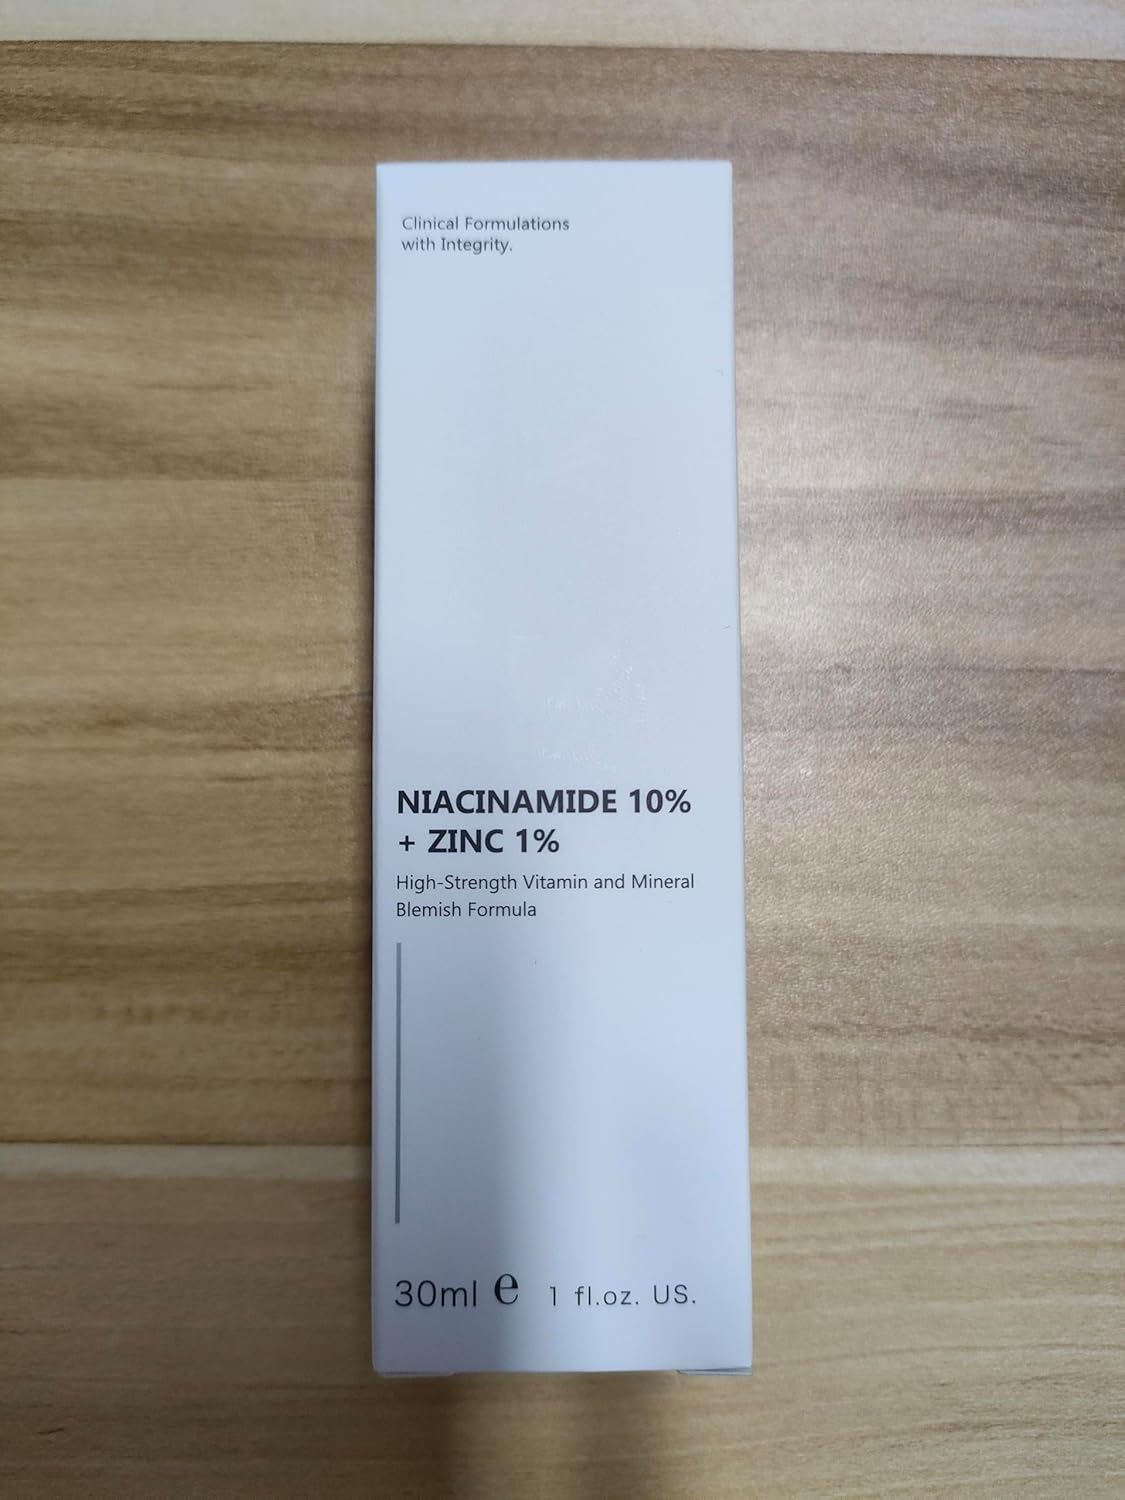 Clinical Formulations
with Integrity.
NIACINAMIDE 10%
+ ZINC 1%
High-Strength Vitamin and Mineral
Blemish Formula
30ml ℮ 1 fl.oz. US.